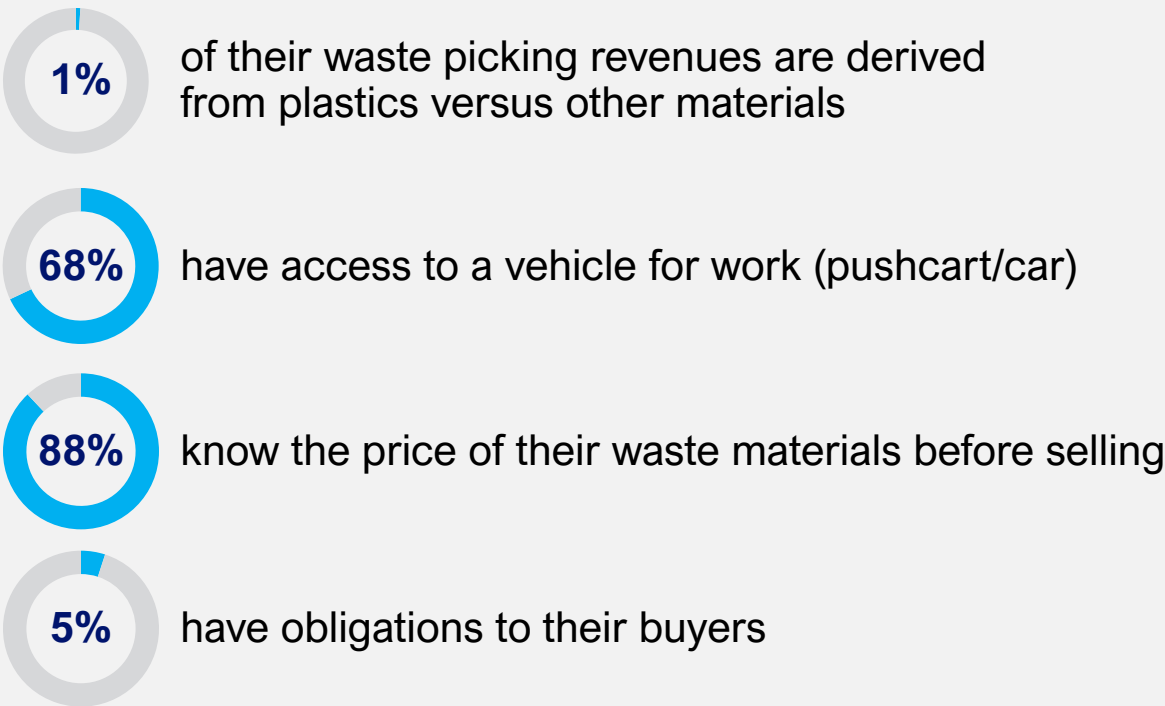 1%
of their waste picking revenues are derived
from plastics versus other materials
68%
have access to a vehicle for work (pushcart/car)
88%
know the price of their waste materials before selling
5%
have obligations to their buyers